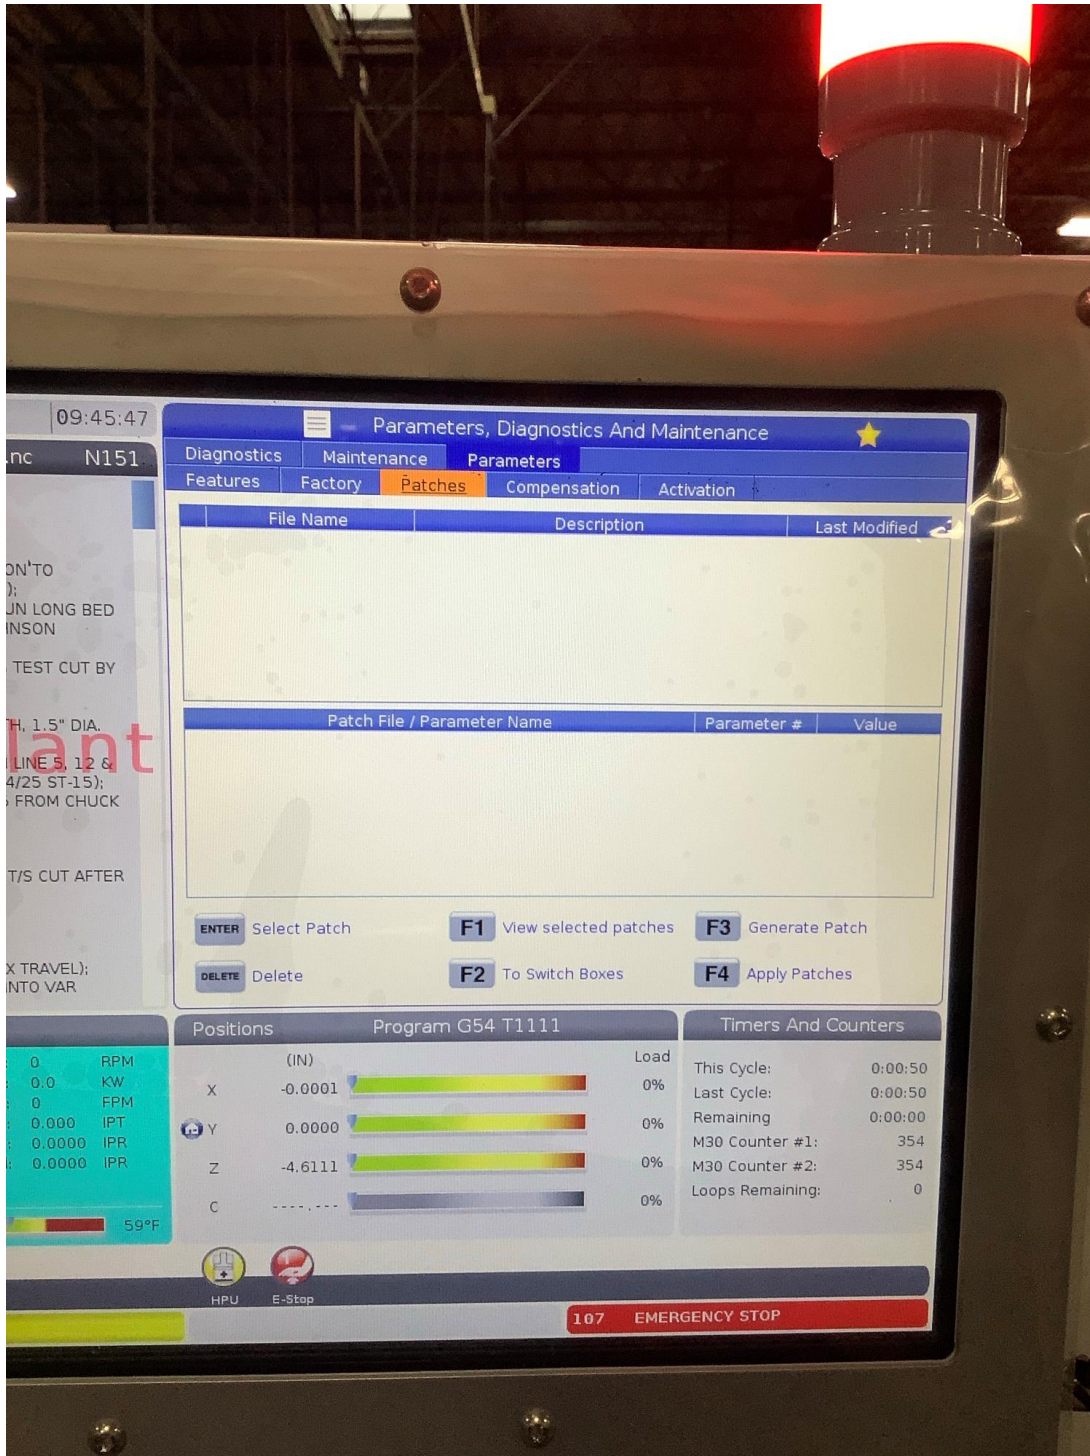 09:45:47
Parameters, Diagnostics And Maintenance
.nc N151
Diagnostics Maintenance Parameters
Features Factory Patches Compensation Activation
File Name Description Last Modified
ON'TO
);
UN LONG BED
INSON
TEST CUT BY
TH, 1.5" DIA.
lant
LINE 5, 12 &
4/25 ST-15);
FROM CHUCK
T/S CUT AFTER
X TRAVEL);
INTO VAR
Patch File / Parameter Name Parameter # Value
ENTER Select Patch F1 View selected patches F3 Generate Patch
DELETE Delete F2 To Switch Boxes F4 Apply Patches
0 RPM
0.0 KW
0 FPM
0.000 IPT
0.0000 IPR
0.0000 IPR
59°F
Positions Program G54 T1111
(IN) Load
X -0.0001 0%
Y 0.0000 0%
Z -4.6111 0%
C ----.--- 0%
Timers And Counters
This Cycle: 0:00:50
Last Cycle: 0:00:50
Remaining 0:00:00
M30 Counter #1: 354
M30 Counter #2: 354
Loops Remaining: 0
HPU E-Stop
107 EMERGENCY STOP